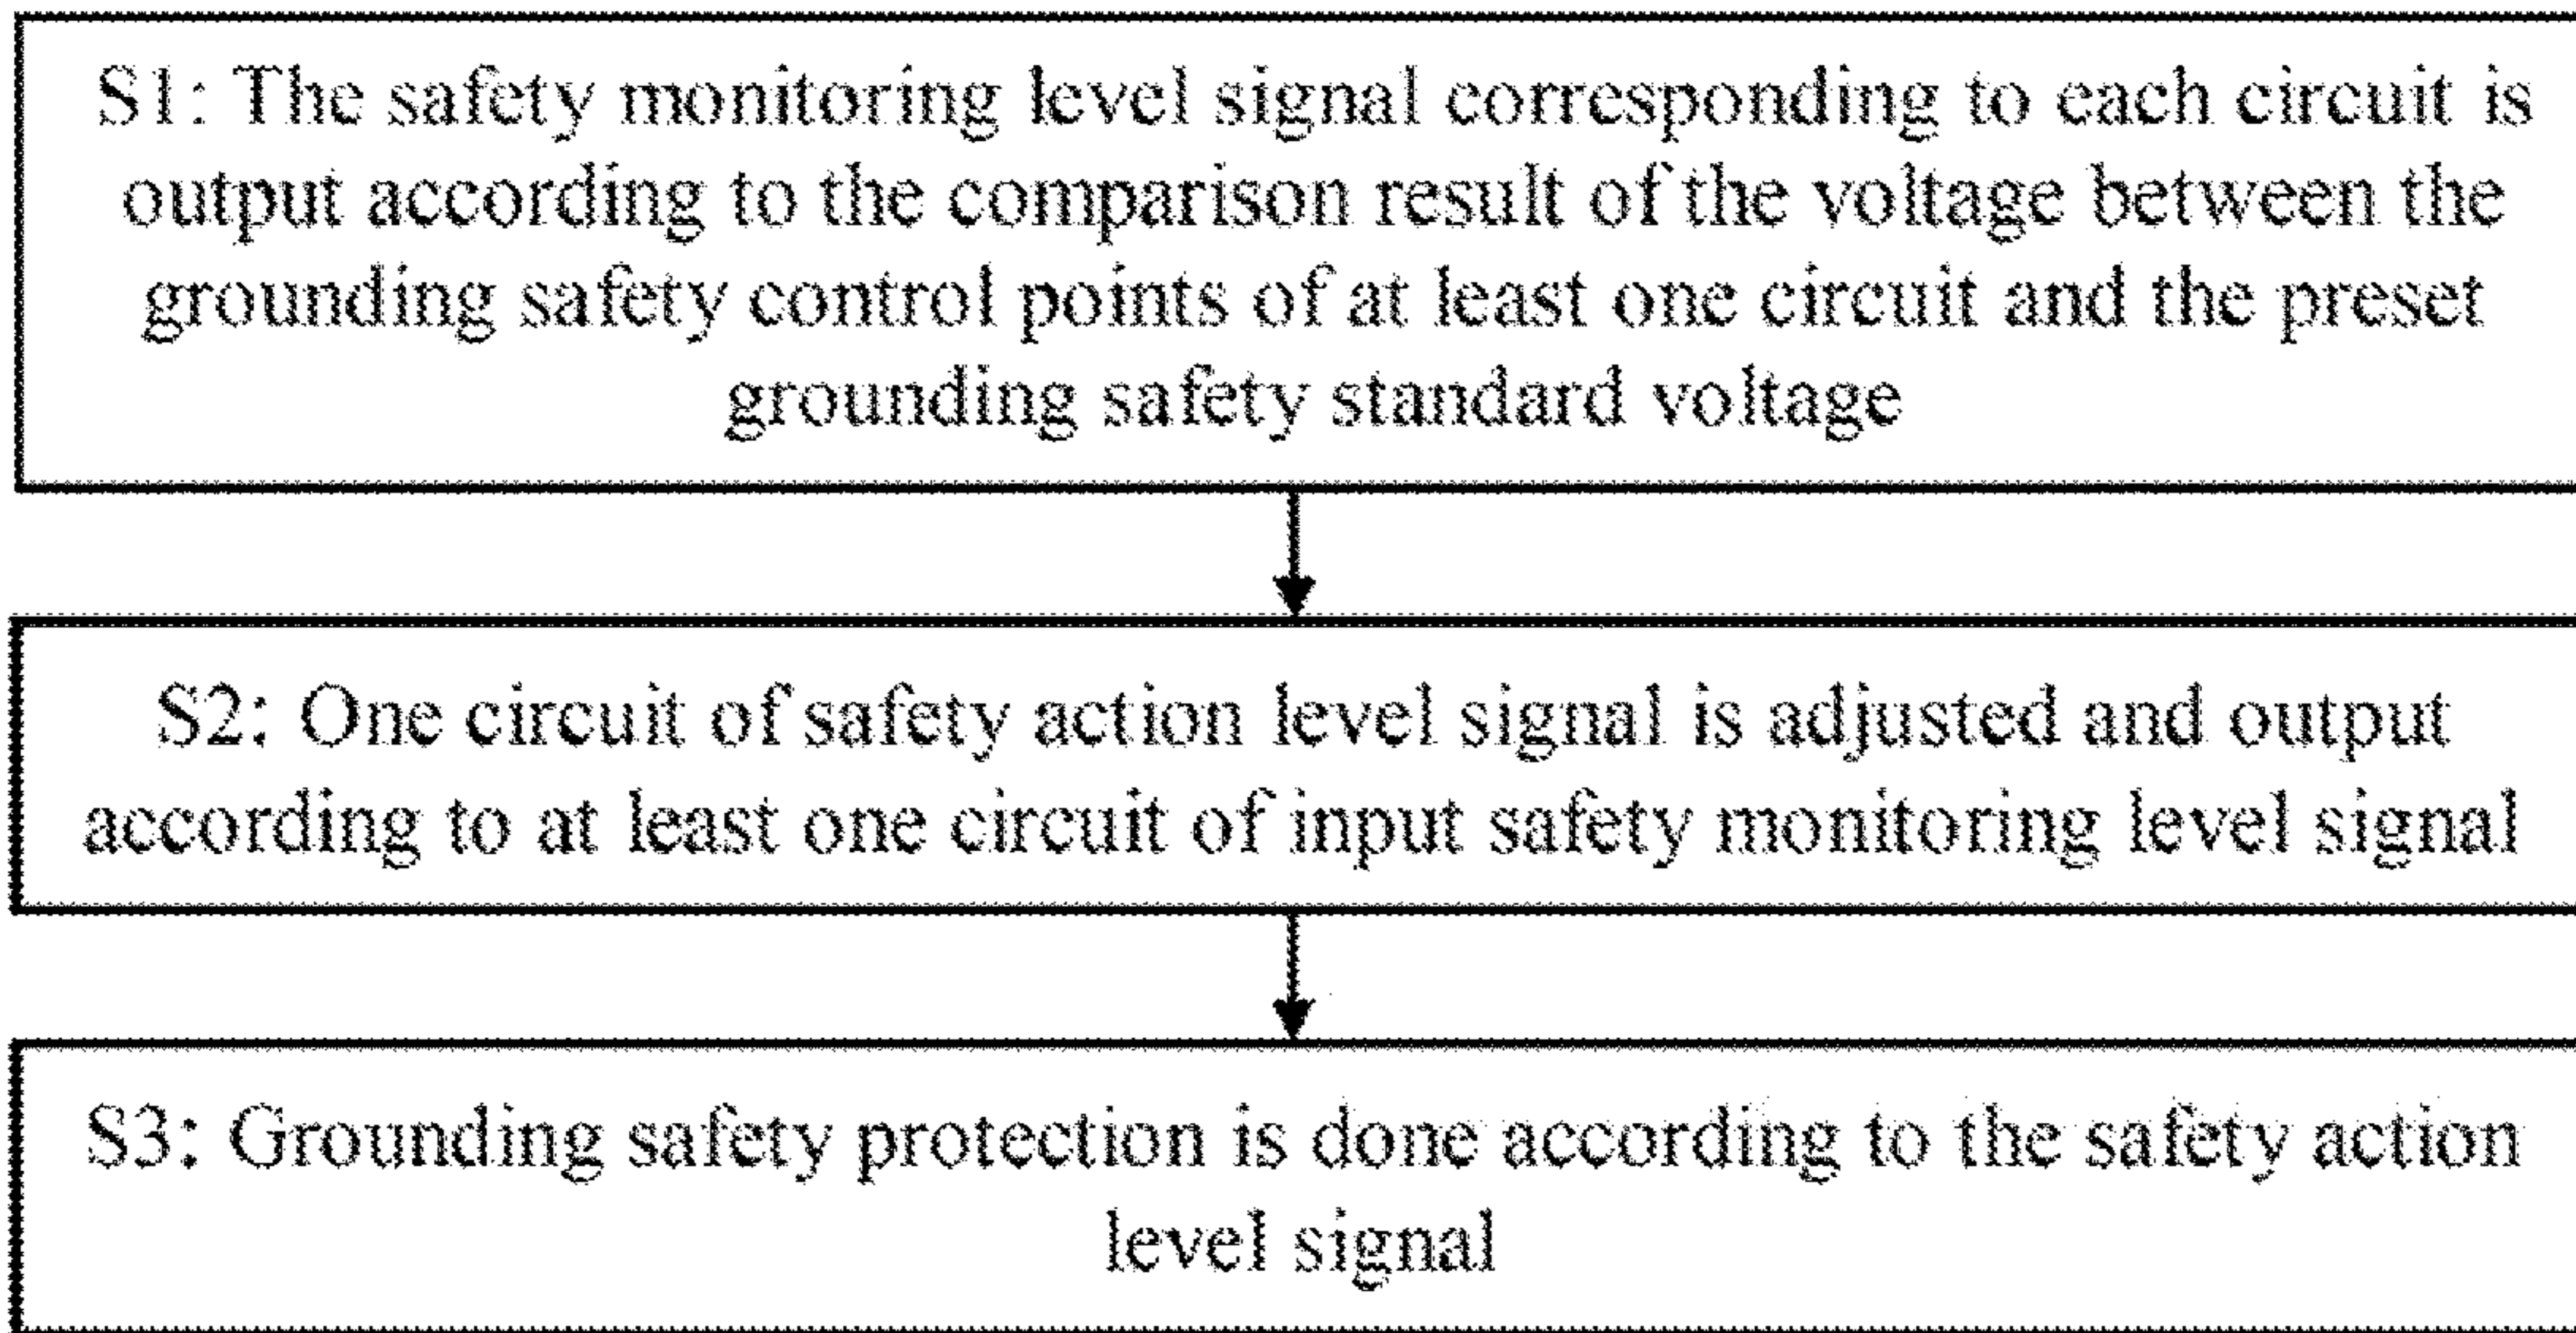 S1: The safety monitoring level signal corresponding to each circuit is
output according to the comparison result of the voltage between the
grounding safety control points of at least one circuit and the preset
grounding safety standard voltage
S2: One circuit of safety action level signal is adjusted and output
according to at least one circuit of input safety monitoring level signal
S3: Grounding safety protection is done according to the safety action
level signal